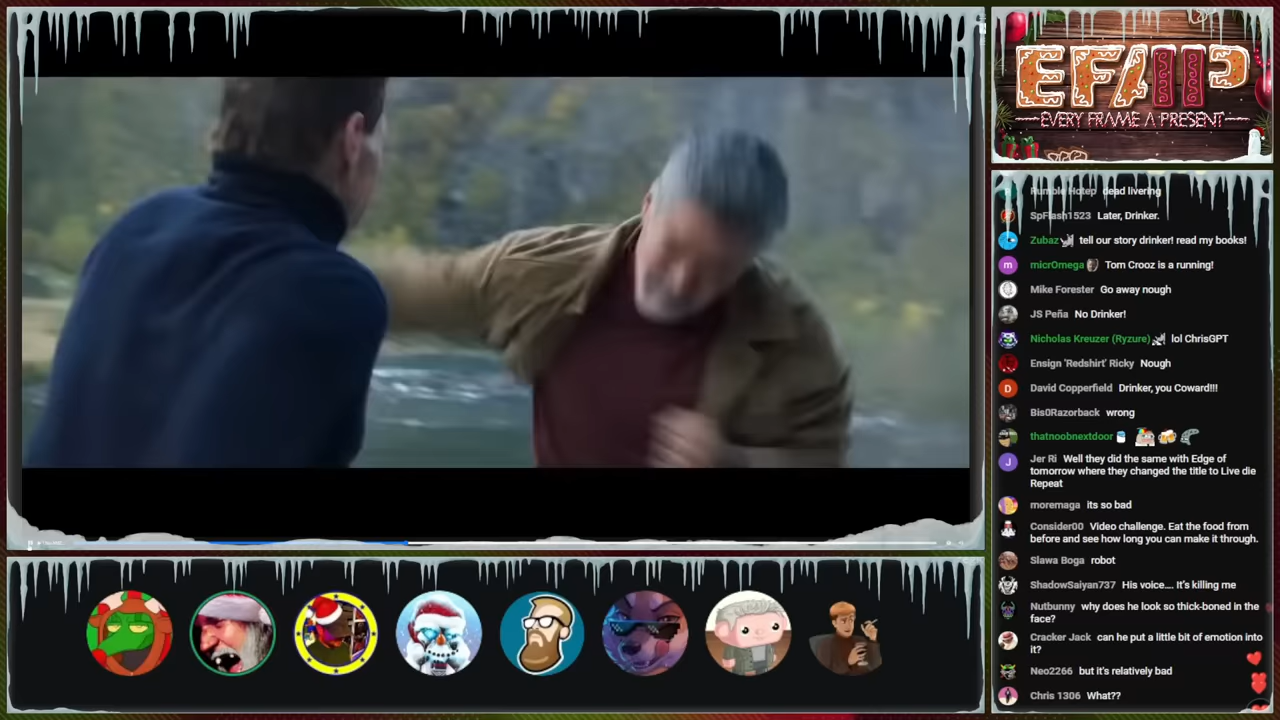 EFAP
EVERY FRAME A PRESENT
Rumble Hotep dead livering
SpFlash1523 Later, Drinker.
Zubaz tell our story drinker! read my books!
micrOmega Tom Crooz is a running!
Mike Forester Go away nough
JS Peña No Drinker!
Nicholas Kreuzer (Ryzure) lol ChrisGPT
Ensign 'Redshirt' Ricky Nough
David Copperfield Drinker, you Coward!!!
Bis0Razorback wrong
thatnoobnextdoor
Jer Ri Well they did the same with Edge of
tomorrow where they changed the title to Live die
Repeat
moremaga its so bad
Consider00 Video challenge. Eat the food from
before and see how long you can make it through.
Slawa Boga robot
ShadowSaiyan737 His voice.... It's killing me
Nutbunny why does he look so thick-boned in the
face?
Cracker Jack can he put a little bit of emotion into
it?
Neo2266 but it's relatively bad
Chris 1306 What??